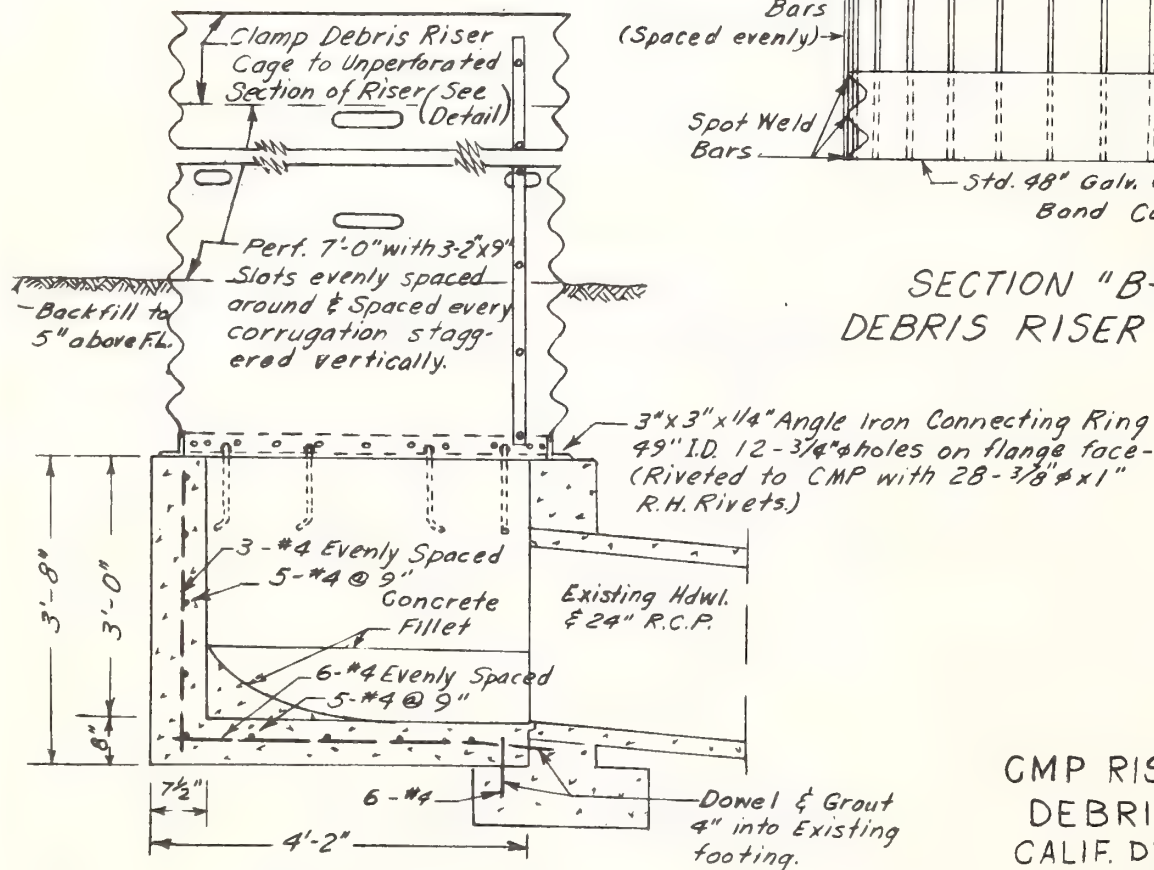 Clamp Debris Riser
Cage to Unperforated
Section of Riser (See
Detail)
Bars
(Spaced evenly)
Spot Weld
Bars
Std. 48" Galv.
Band
Perf. 7'-0" with 3-2"x9"
Slots evenly spaced
around & Spaced every
corrugation stagg-
ered vertically.
Backfill to
5" above F.L.
SECTION "B-
DEBRIS RISER
3"x3"x1/4" Angle Iron Connecting Ring
49" I.D. 12-3/4"ϕ holes on flange face-
(Riveted to CMP with 28-3/8"ϕ x1"
R.H. Rivets.)
3'-8"
3'-0"
8"
3-#4 Evenly Spaced
5-#4 @ 9"
Concrete
Fillet
6-#4 Evenly Spaced
5-#4 @ 9"
Existing Hdwl.
& 24" R.C.P.
7½"
6-#4
4'-2"
Dowel & Grout
4" into Existing
footing.
CMP RIS
DEBRI
CALIF. D